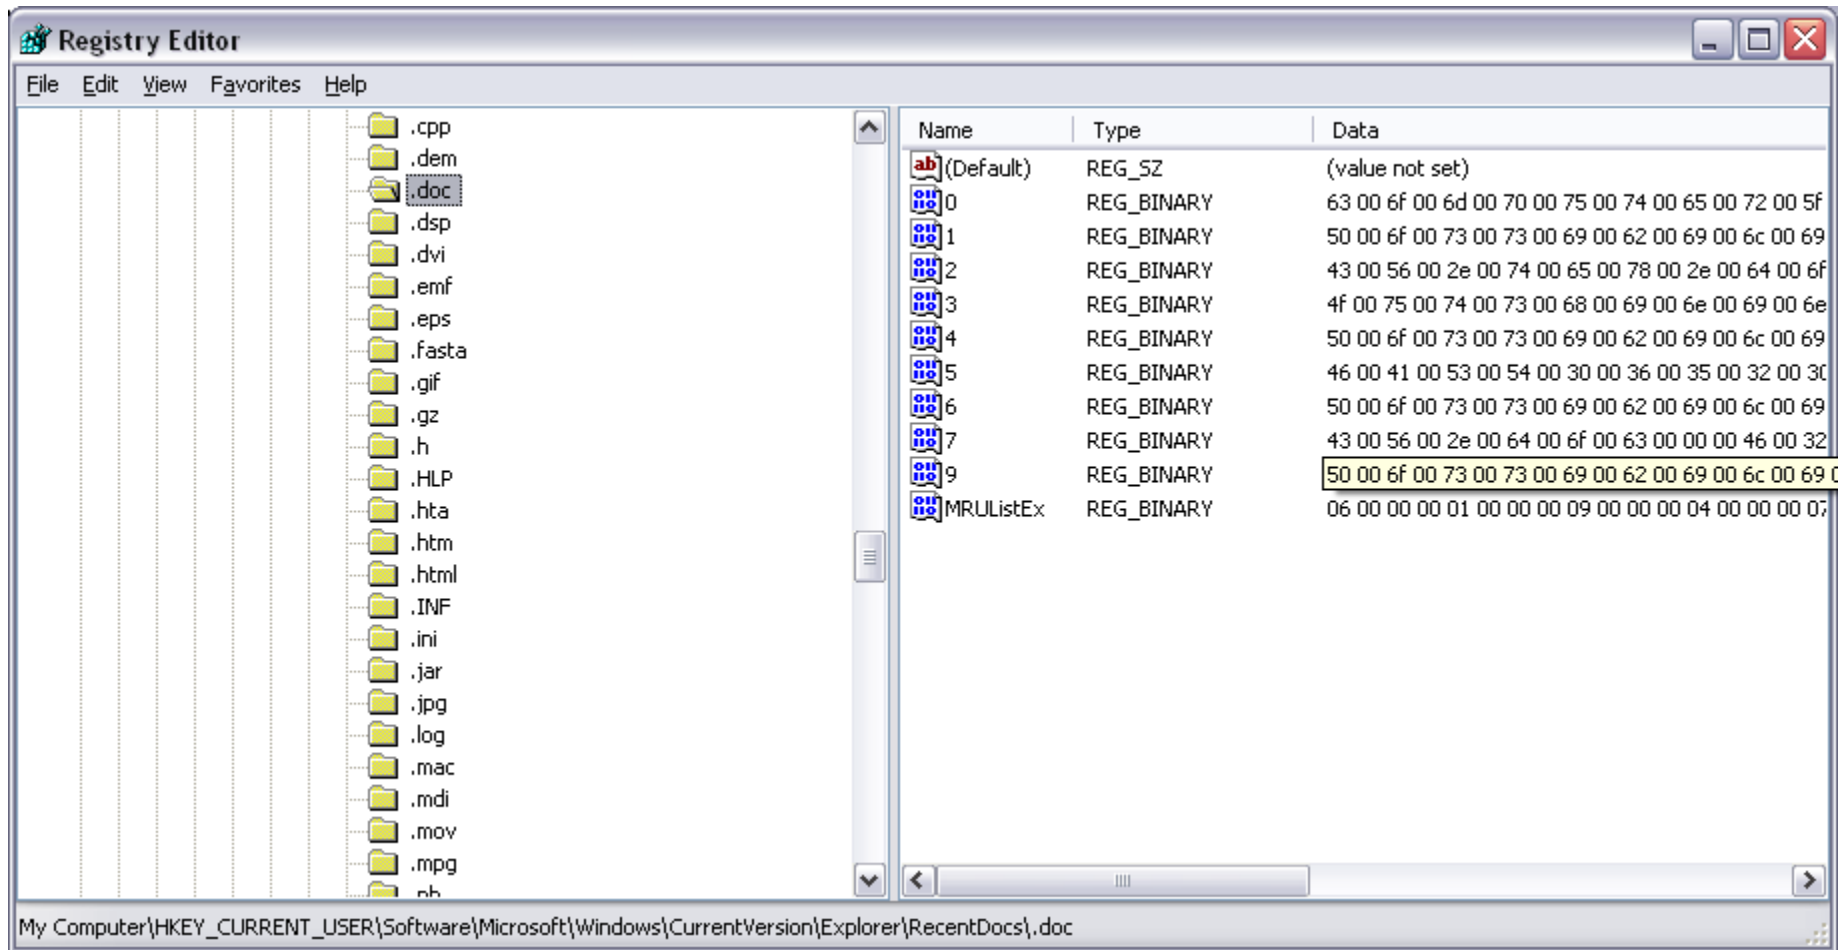 Registry Editor
File Edit View Favorites Help
.cpp
.dem
.doc
.dsp
.dvi
.emf
.eps
.fasta
.gif
.gz
.h
.HLP
.hta
.htm
.html
.INF
.ini
.jar
.jpg
.log
.mac
.mdi
.mov
.mpg
Name Type Data
(Default) REG_SZ (value not set)
0 REG_BINARY 63 00 6f 00 6d 00 70 00 75 00 74 00 65 00 72 00 5f
1 REG_BINARY 50 00 6f 00 73 00 73 00 69 00 62 00 69 00 6c 00 69
2 REG_BINARY 43 00 56 00 2e 00 74 00 65 00 78 00 2e 00 64 00 6f
3 REG_BINARY 4f 00 75 00 74 00 73 00 68 00 69 00 6e 00 69 00 6e
4 REG_BINARY 50 00 6f 00 73 00 73 00 69 00 62 00 69 00 6c 00 69
5 REG_BINARY 46 00 41 00 53 00 54 00 30 00 36 00 35 00 32 00 30
6 REG_BINARY 50 00 6f 00 73 00 73 00 69 00 62 00 69 00 6c 00 69
7 REG_BINARY 43 00 56 00 2e 00 64 00 6f 00 63 00 00 00 46 00 32
9 REG_BINARY 50 00 6f 00 73 00 73 00 69 00 62 00 69 00 6c 00 69
MRUListEx REG_BINARY 06 00 00 00 01 00 00 00 09 00 00 00 04 00 00 00 07
My Computer\HKEY_CURRENT_USER\Software\Microsoft\Windows\CurrentVersion\Explorer\RecentDocs\.doc